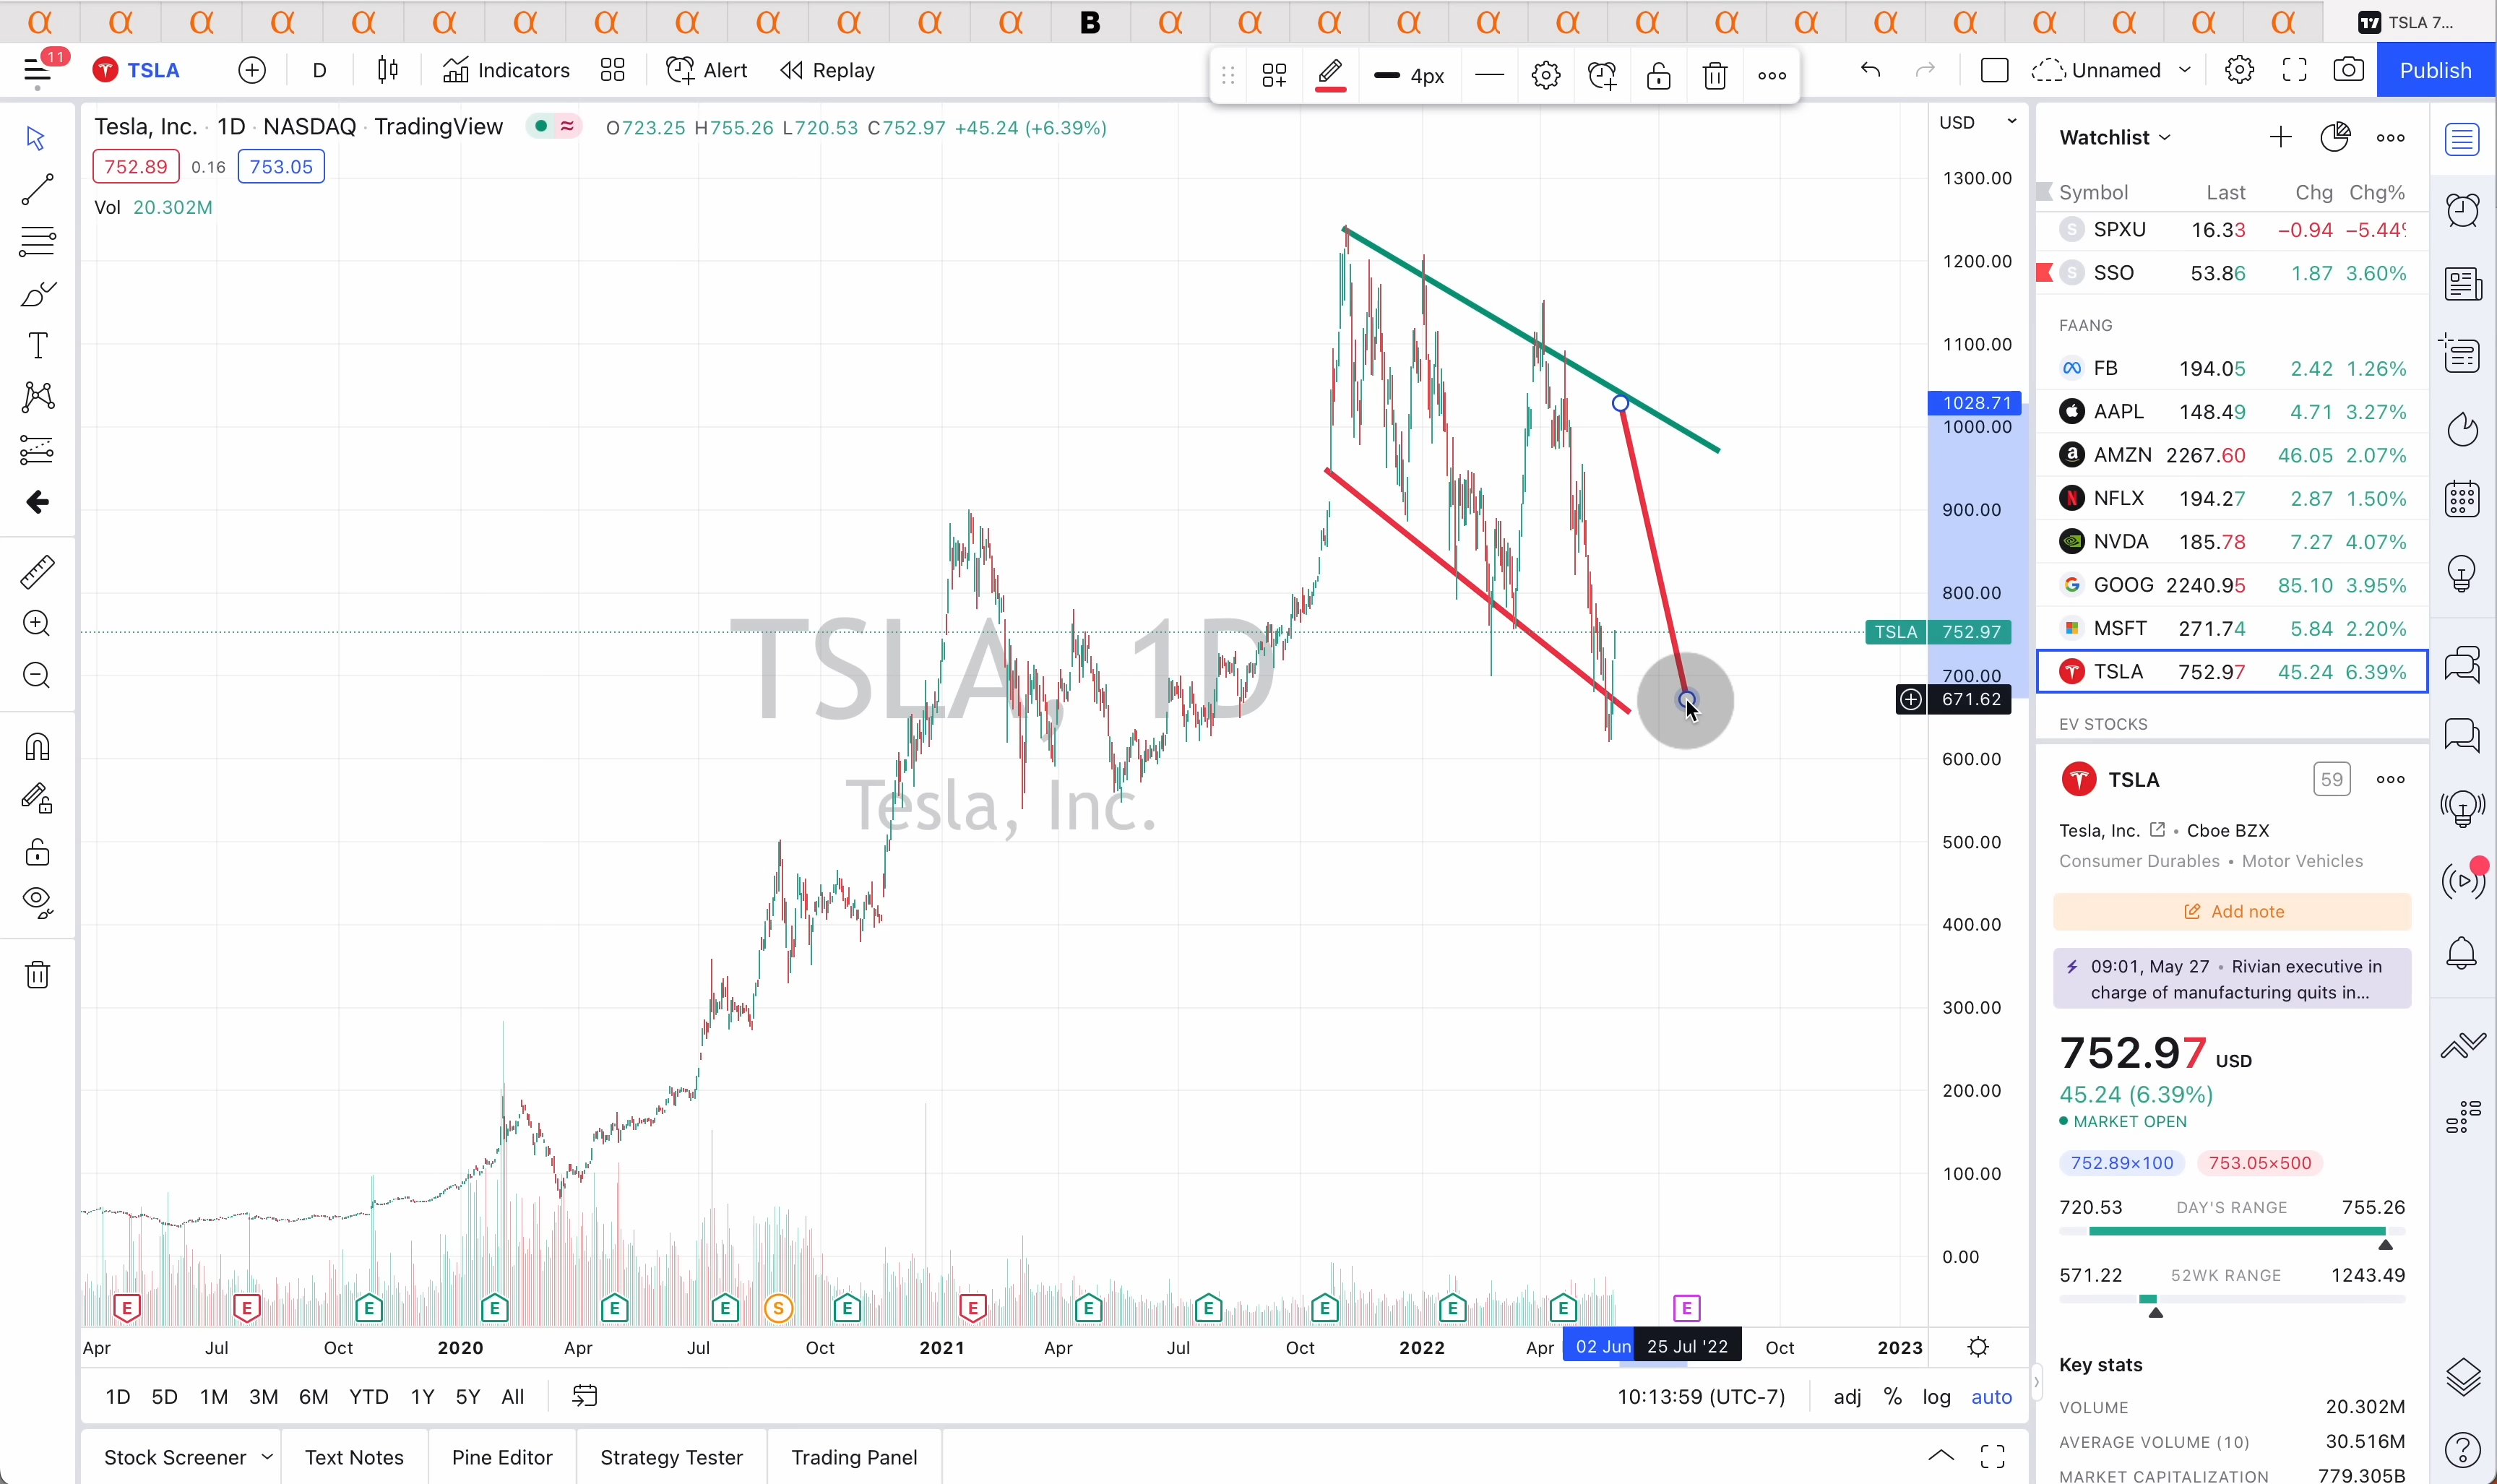 α α α α α α α α α α α α α B α α α α α α α α α α α α α α α TSLA 7...
11
TSLA D Indicators Alert Replay 4px Unnamed Publish
Tesla, Inc. · 1D · NASDAQ · TradingView O723.25 H755.26 L720.53 C752.97 +45.24 (+6.39%)
752.89 0.16 753.05
Vol 20.302M
USD
1300.00
1200.00
1100.00
1028.71
1000.00
900.00
800.00
TSLA 752.97
700.00
671.62
600.00
500.00
400.00
300.00
200.00
100.00
0.00
TSLA, 1D
Tesla, Inc.
E E E E E E S E E E E E E E E
Apr Jul Oct 2020 Apr Jul Oct 2021 Apr Jul Oct 2022 Apr 02 Jun 25 Jul '22 Oct 2023
1D 5D 1M 3M 6M YTD 1Y 5Y All 10:13:59 (UTC-7) adj % log auto
Stock Screener Text Notes Pine Editor Strategy Tester Trading Panel
Watchlist
Symbol Last Chg Chg%
S SPXU 16.33 −0.94 −5.44
S SSO 53.86 1.87 3.60%
FAANG
FB 194.05 2.42 1.26%
AAPL 148.49 4.71 3.27%
AMZN 2267.60 46.05 2.07%
NFLX 194.27 2.87 1.50%
NVDA 185.78 7.27 4.07%
GOOG 2240.95 85.10 3.95%
MSFT 271.74 5.84 2.20%
TSLA 752.97 45.24 6.39%
EV STOCKS
TSLA 59
Tesla, Inc. • Cboe BZX
Consumer Durables • Motor Vehicles
Add note
09:01, May 27 • Rivian executive in
charge of manufacturing quits in...
752.97 USD
45.24 (6.39%)
MARKET OPEN
752.89×100 753.05×500
720.53 DAY'S RANGE 755.26
571.22 52WK RANGE 1243.49
Key stats
VOLUME 20.302M
AVERAGE VOLUME (10) 30.516M
MARKET CAPITALIZATION 779.305B